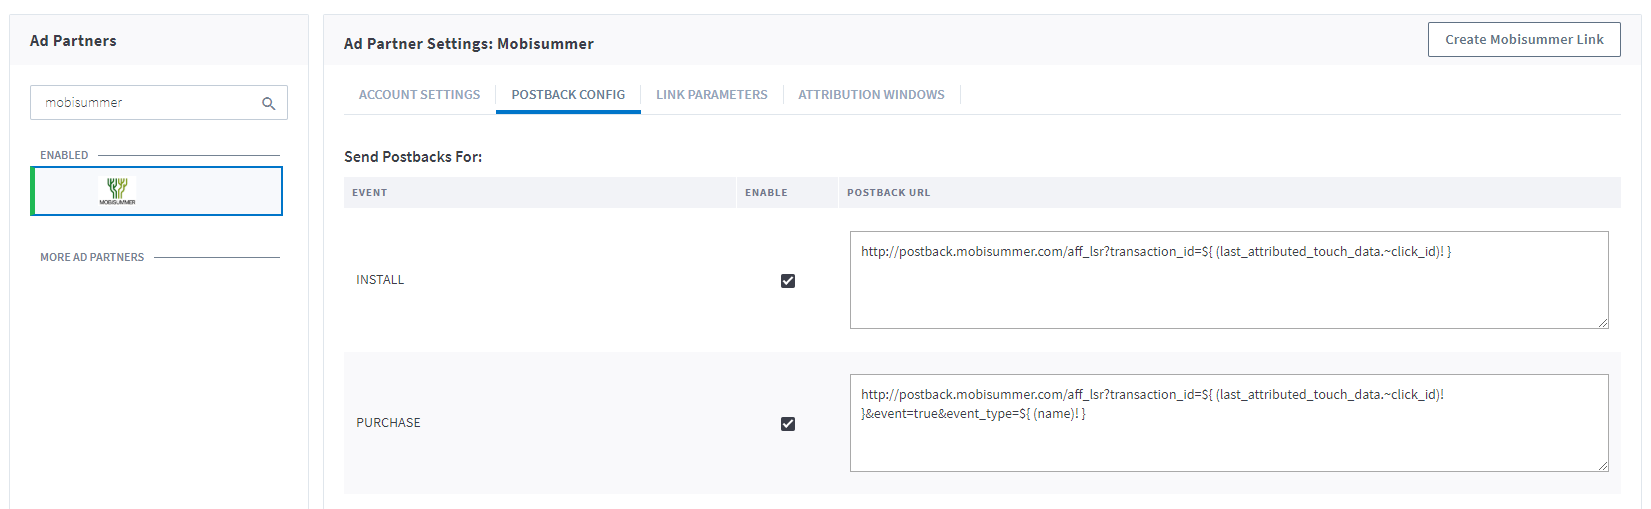 Ad Partners
mobisummer
ENABLED
MOBISUMMER
MORE AD PARTNERS
Ad Partner Settings: Mobisummer
Create Mobisummer Link
ACCOUNT SETTINGS
POSTBACK CONFIG
LINK PARAMETERS
ATTRIBUTION WINDOWS
Send Postbacks For:
EVENT
ENABLE
POSTBACK URL
INSTALL
http://postback.mobisummer.com/aff_lsr?transaction_id=${ (last_attributed_touch_data.~click_id)! }
PURCHASE
http://postback.mobisummer.com/aff_lsr?transaction_id=${ (last_attributed_touch_data.~click_id)!
}&event=true&event_type=${ (name)! }